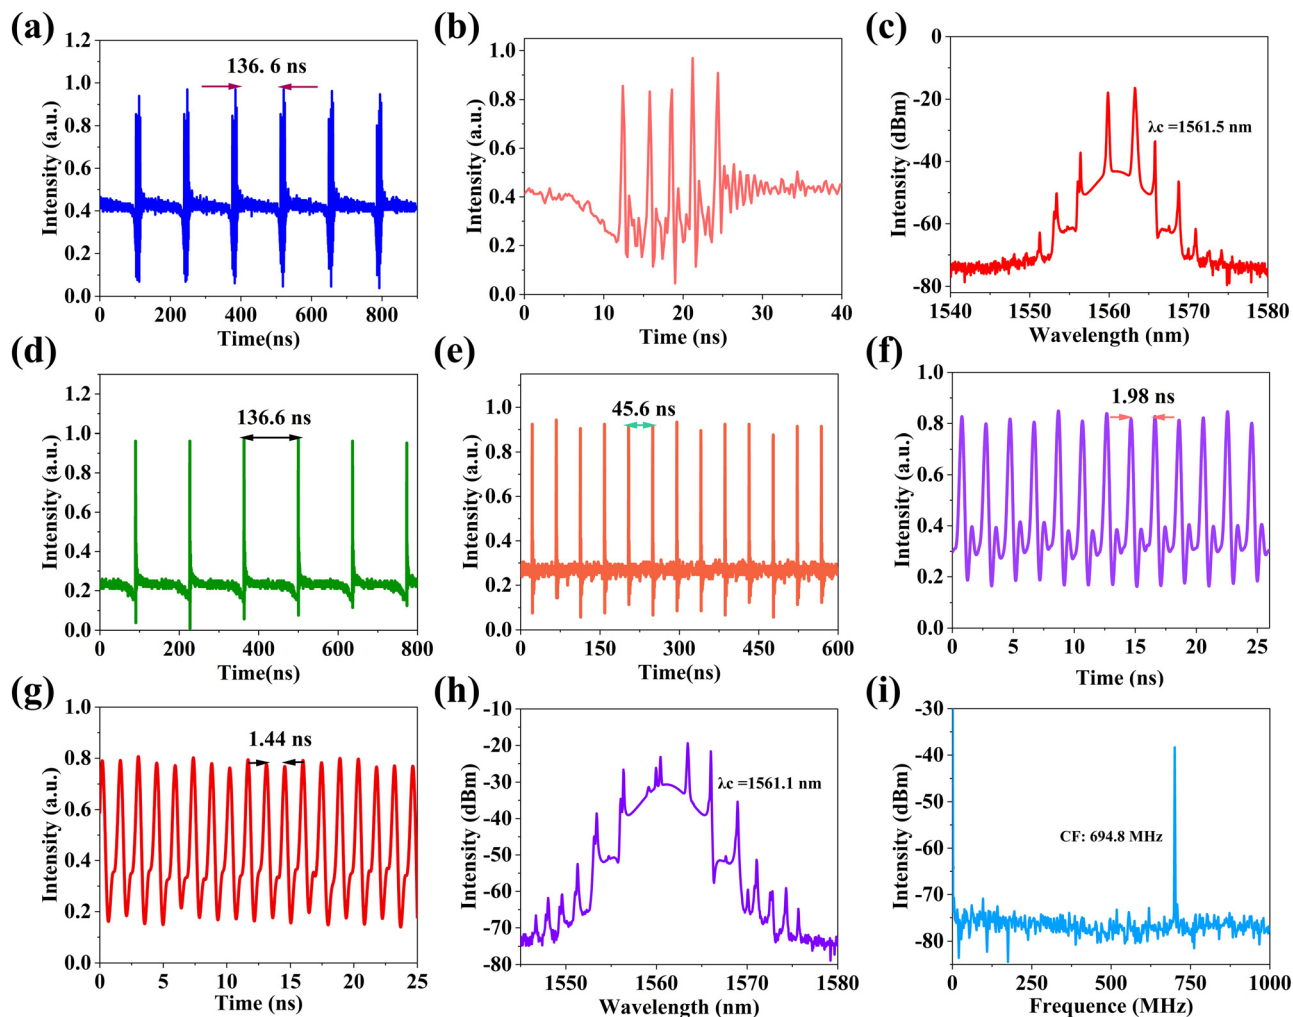 (a)
136. 6 ns
Intensity (a.u.)
1.2
1.0
0.8
0.6
0.4
0.2
0.0
0 200 400 600 800
Time(ns)
(b)
Intensity (a.u.)
1.0
0.8
0.6
0.4
0.2
0.0
0 10 20 30 40
Time (ns)
(c)
λc =1561.5 nm
Intensity (dBm)
0
-20
-40
-60
-80
1540 1550 1560 1570 1580
Wavelength (nm)
(d)
136.6 ns
Intensity (a.u.)
1.2
1.0
0.8
0.6
0.4
0.2
0.0
0 200 400 600 800
Time(ns)
(e)
45.6 ns
Intensity (a.u.)
1.0
0.8
0.6
0.4
0.2
0.0
0 150 300 450 600
Time(ns)
(f)
1.98 ns
Intensity (a.u.)
1.0
0.8
0.6
0.4
0.2
0.0
0 5 10 15 20 25
Time (ns)
(g)
1.44 ns
Intensity (a.u.)
1.0
0.8
0.6
0.4
0.2
0.0
0 5 10 15 20 25
Time (ns)
(h)
λc =1561.1 nm
Intensity (dBm)
-10
-20
-30
-40
-50
-60
-70
-80
1550 1560 1570 1580
Wavelength (nm)
(i)
CF: 694.8 MHz
Intensity (dBm)
-30
-40
-50
-60
-70
-80
0 250 500 750 1000
Frequence (MHz)